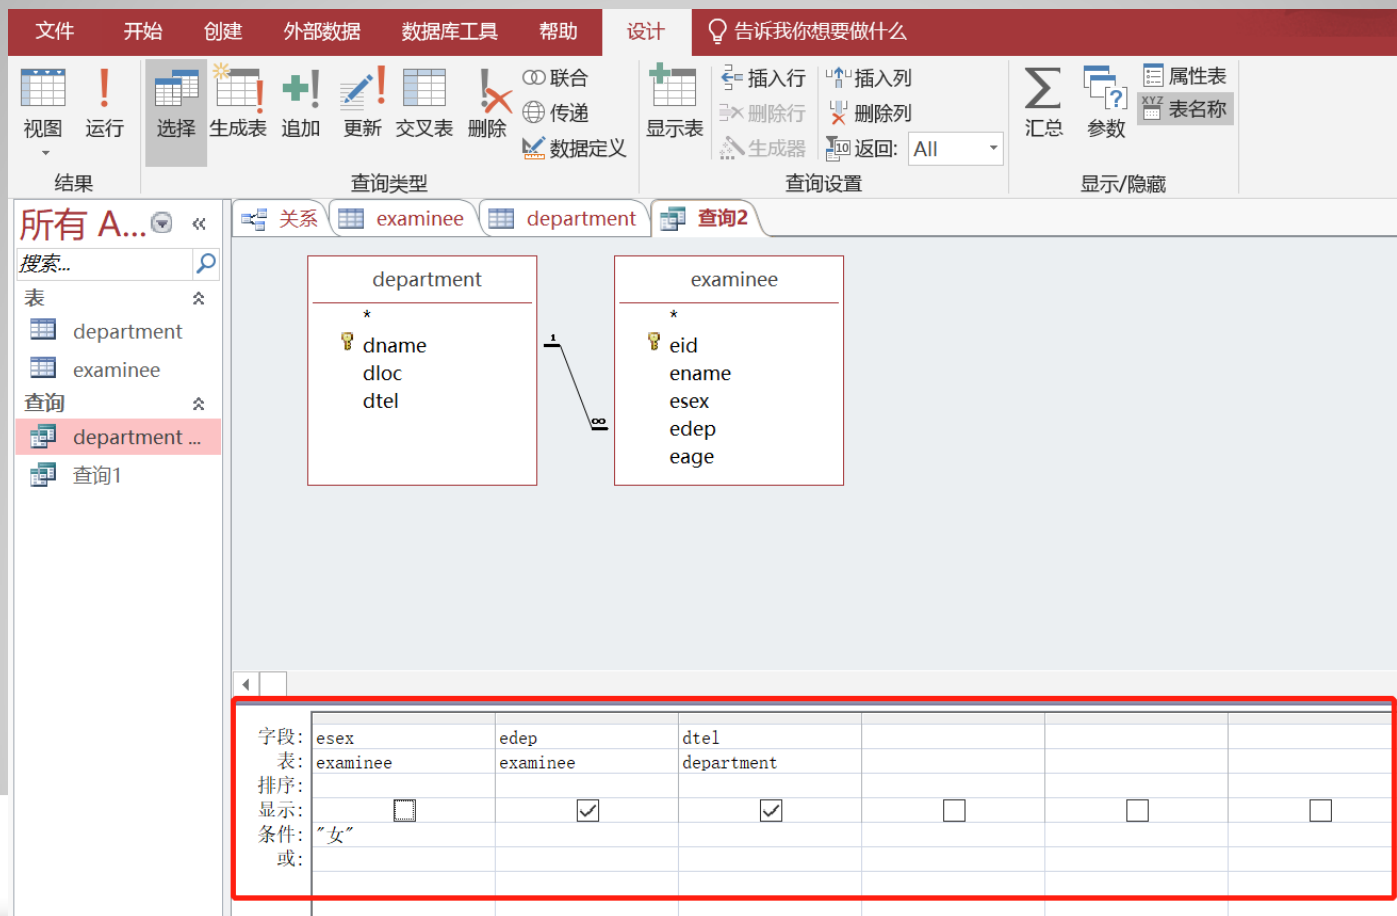 文件 开始 创建 外部数据 数据库工具 帮助 设计 告诉我你想要做什么
视图 运行 选择 生成表 追加 更新 交叉表 删除 联合 传递 数据定义 显示表 插入行 删除行 生成器 插入列 删除列 返回: All 汇总 参数 属性表 XYZ 表名称
结果 查询类型 查询设置 显示/隐藏
所有 A... «
搜索...
表
department
examinee
查询
department ...
查询1
关系 examinee department 查询2
department
*
dname
dloc
dtel
1
∞
examinee
*
eid
ename
esex
edep
eage
字段: esex edep dtel
表: examinee examinee department
排序:
显示:
条件: "女"
或: